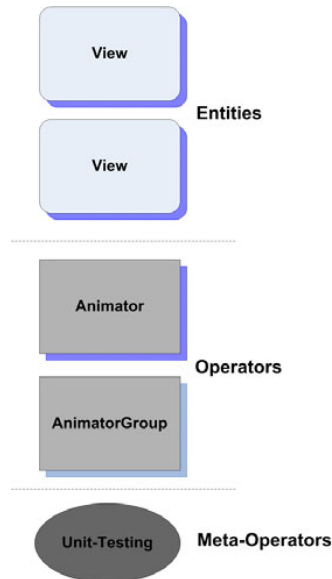 View
Entities
View
Animator
Operators
AnimatorGroup
Unit-Testing
Meta-Operators